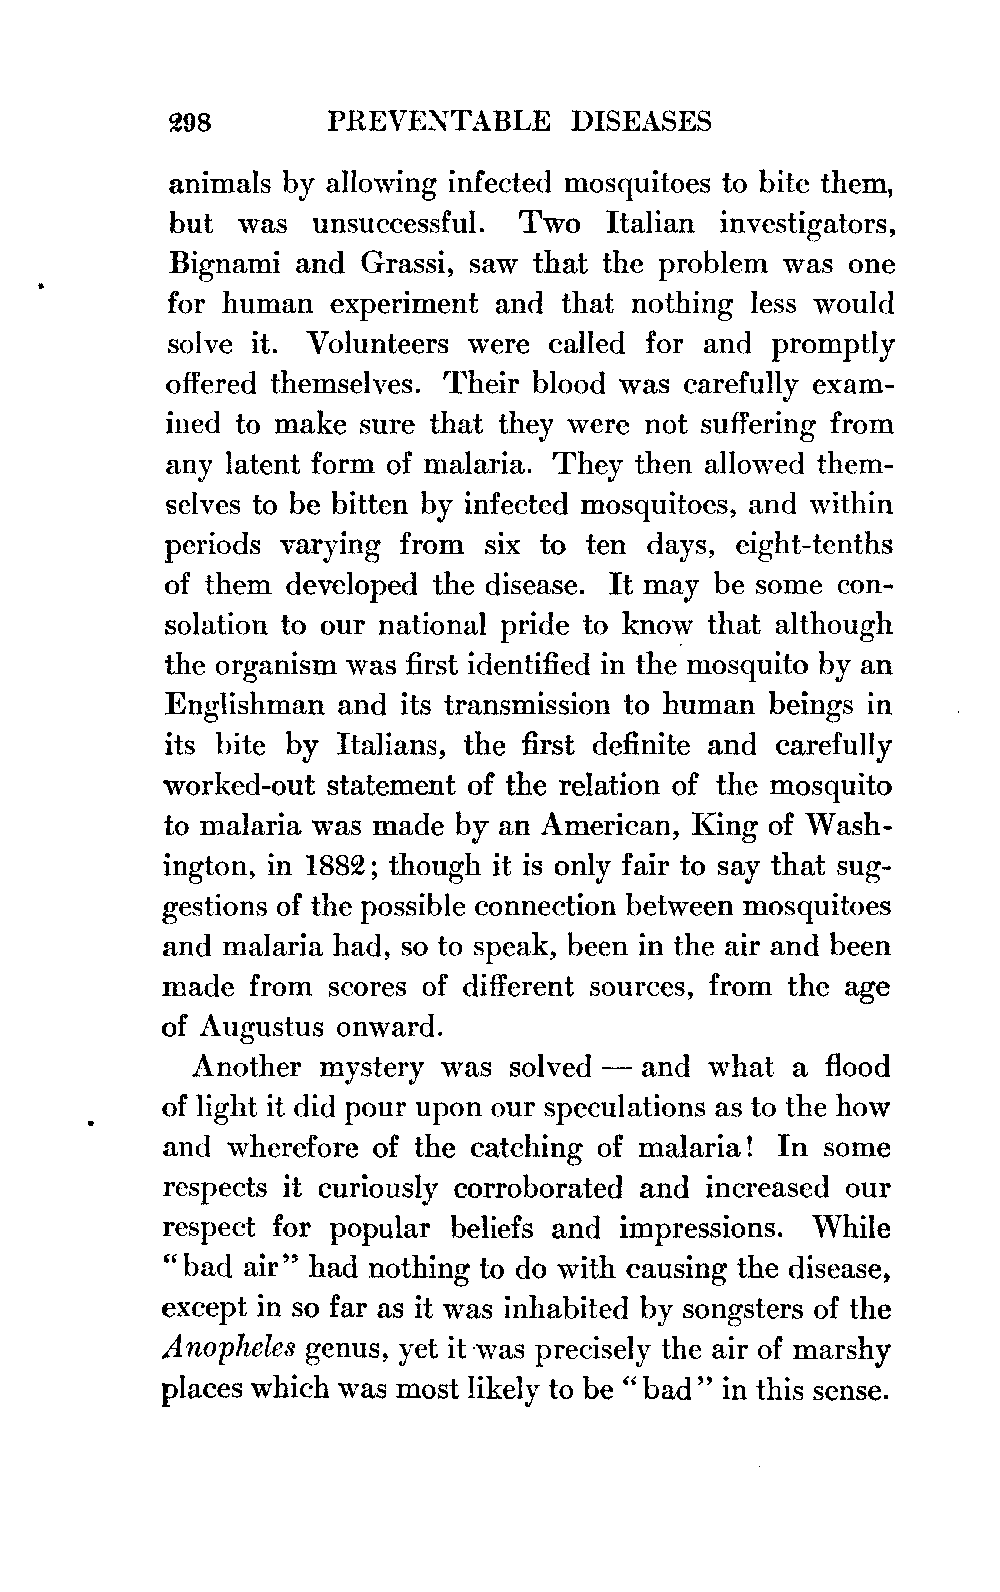 298 PREVENTABLE DISEASES
animals by allowing infected mosquitoes to bite them,
but was unsuccessful. Two Italian investigators,
Bignami and Grassi, saw that the problem was one
for human experiment and that nothing less would
solve it. Volunteers were called for and promptly
offered themselves. Their blood was carefully exam-
ined to make sure that they were not suffering from
any latent form of malaria. They then allowed them-
selves to be bitten by infected mosquitoes, and within
periods varying from six to ten days, eight-tenths
of them developed the disease. It may be some con-
solation to our national pride to know that although
the organism was first identified in the mosquito by an
Englishman and its transmission to human beings in
its bite by Italians, the first definite and carefully
worked-out statement of the relation of the mosquito
to malaria was made by an American, King of Wash-
ington, in 1882; though it is only fair to say that sug-
gestions of the possible connection between mosquitoes
and malaria had, so to speak, been in the air and been
made from scores of different sources, from the age
of Augustus onward.
Another mystery was solved — and what a flood
of light it did pour upon our speculations as to the how
and wherefore of the catching of malaria! In some
respects it curiously corroborated and increased our
respect for popular beliefs and impressions. While
"bad air" had nothing to do with causing the disease,
except in so far as it was inhabited by songsters of the
Anopheles genus, yet it was precisely the air of marshy
places which was most likely to be "bad" in this sense.